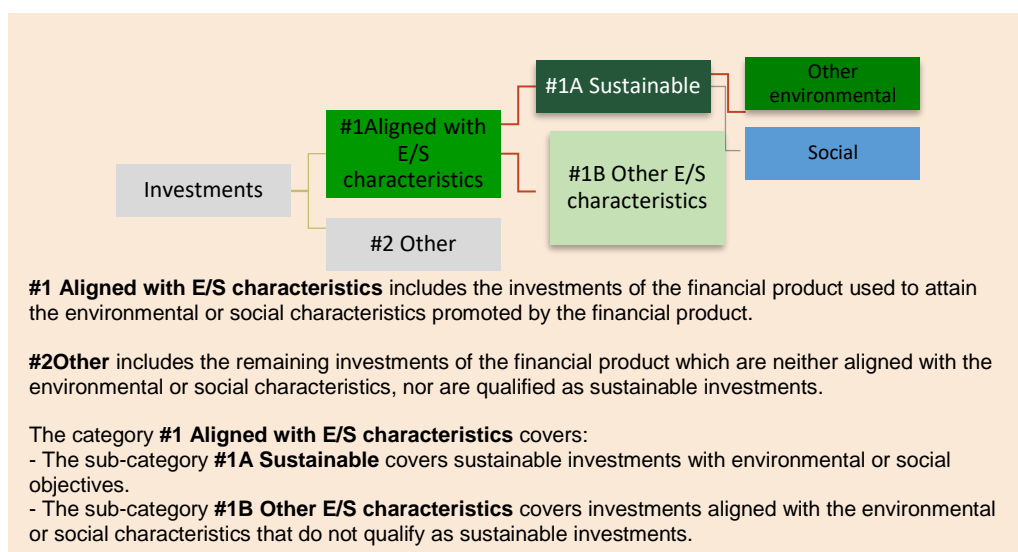 #1A Sustainable
Other
environmental
#1Aligned with
E/S
characteristics
Social
#1B Other E/S
characteristics
Investments
#2 Other
#1 Aligned with E/S characteristics includes the investments of the financial product used to attain
the environmental or social characteristics promoted by the financial product.
#2Other includes the remaining investments of the financial product which are neither aligned with the
environmental or social characteristics, nor are qualified as sustainable investments.
The category #1 Aligned with E/S characteristics covers:
- The sub-category #1A Sustainable covers sustainable investments with environmental or social
objectives.
- The sub-category #1B Other E/S characteristics covers investments aligned with the environmental
or social characteristics that do not qualify as sustainable investments.